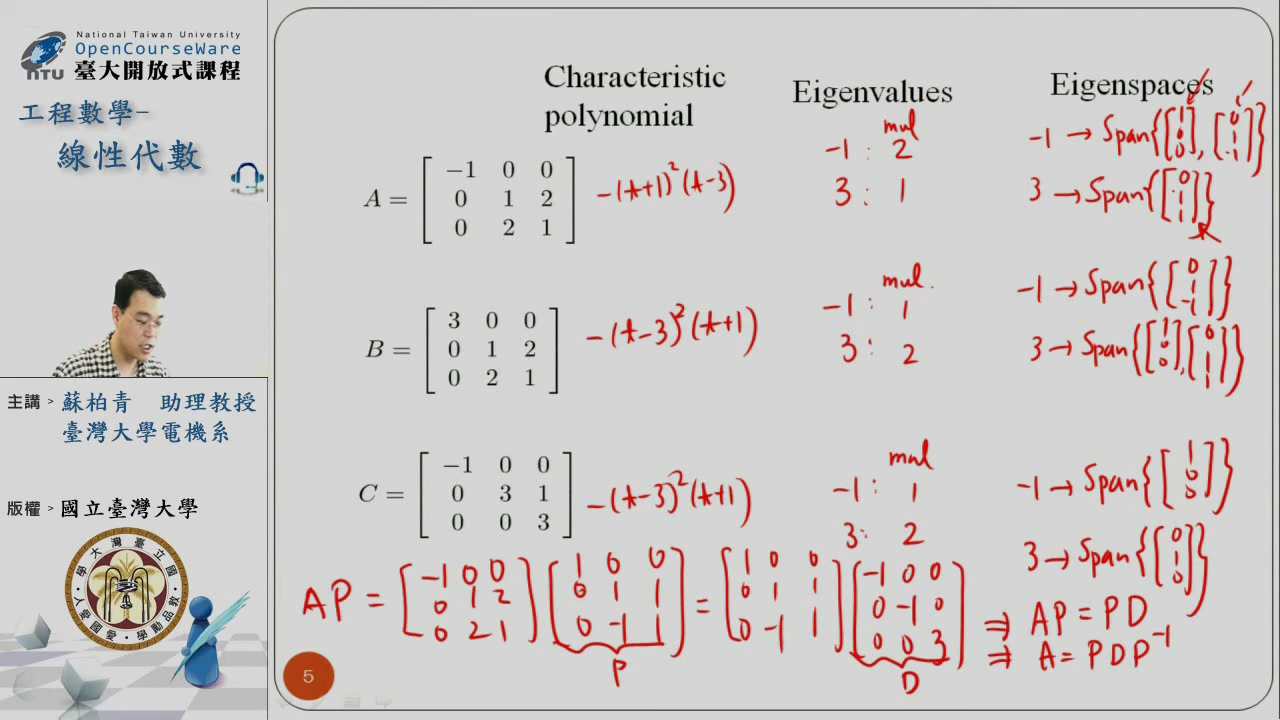 National Taiwan University
OpenCourseWare
NTU 臺大開放式課程
工程數學-
線性代數
主講 > 蘇柏青 助理教授
臺灣大學電機系
版權 > 國立臺灣大學
Characteristic polynomial
Eigenvalues
Eigenspaces
A = [ −1 0 0
0 1 2
0 2 1 ]
-(t+1)²(t-3)
mul
-1 : 2
3 : 1
-1 → Span{[1 0 0], [0 1 -1]}
3 → Span{[0 1 1]}
B = [ 3 0 0
0 1 2
0 2 1 ]
-(t-3)²(t+1)
mul.
-1 : 1
3 : 2
-1 → Span{[0 1 -1]}
3 → Span{[1 0 0], [0 1 1]}
C = [ −1 0 0
0 3 1
0 0 3 ]
-(t-3)²(t+1)
mul
-1 : 1
3 : 2
-1 → Span{[1 0 0]}
3 → Span{[0 1 0]}
AP = [-1 0 0; 0 1 2; 0 2 1] [1 0 0; 0 1 1; 0 -1 1] = [1 0 0; 0 1 1; 0 -1 1] [-1 0 0; 0 -1 0; 0 0 3] ⇒ AP = PD
P
D
⇒ A = PDP⁻¹
5